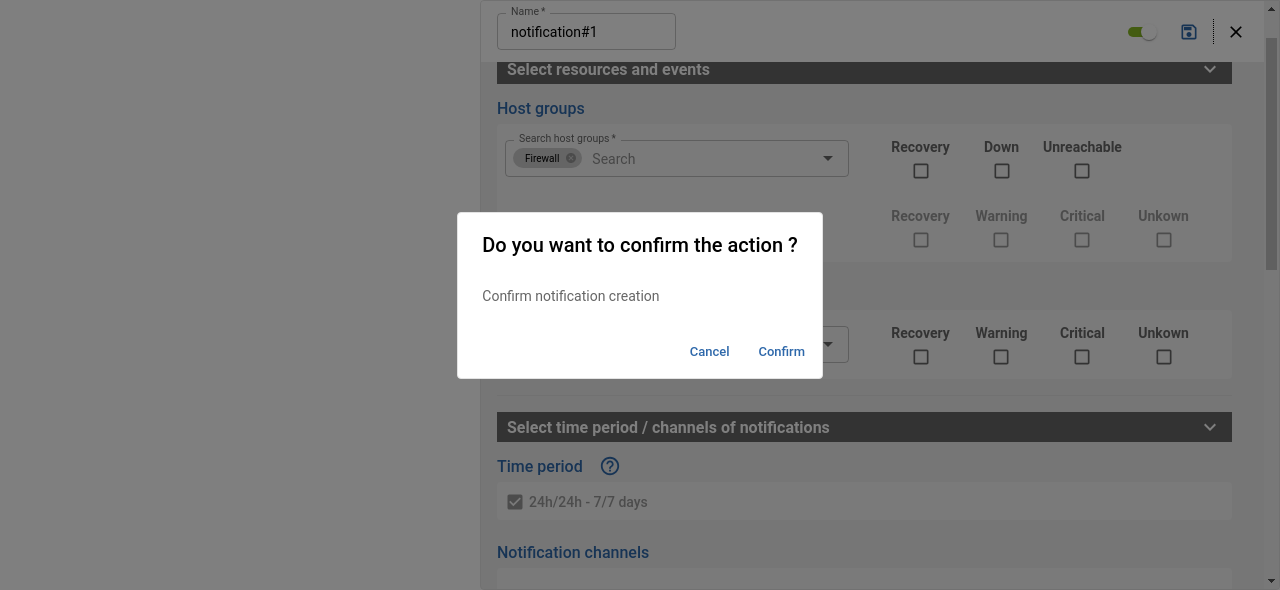 Name *
notification#1
Select resources and events
Host groups
Search host groups *
Firewall
Search
Recovery Down Unreachable
Recovery Warning Critical Unkown
Do you want to confirm the action ?
Confirm notification creation
Cancel Confirm
Recovery Warning Critical Unkown
Select time period / channels of notifications
Time period
24h/24h - 7/7 days
Notification channels